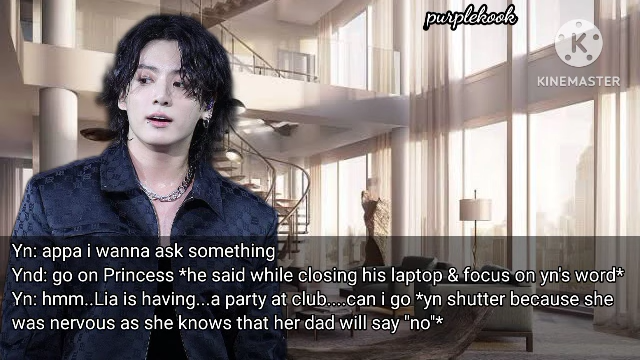 purplekook
K
KINEMASTER
Yn: appa i wanna ask something
Ynd: go on Princess *he said while closing his laptop & focus on yn's word*
Yn: hmm..Lia is having...a party at club....can i go *yn shutter because she
was nervous as she knows that her dad will say "no"*